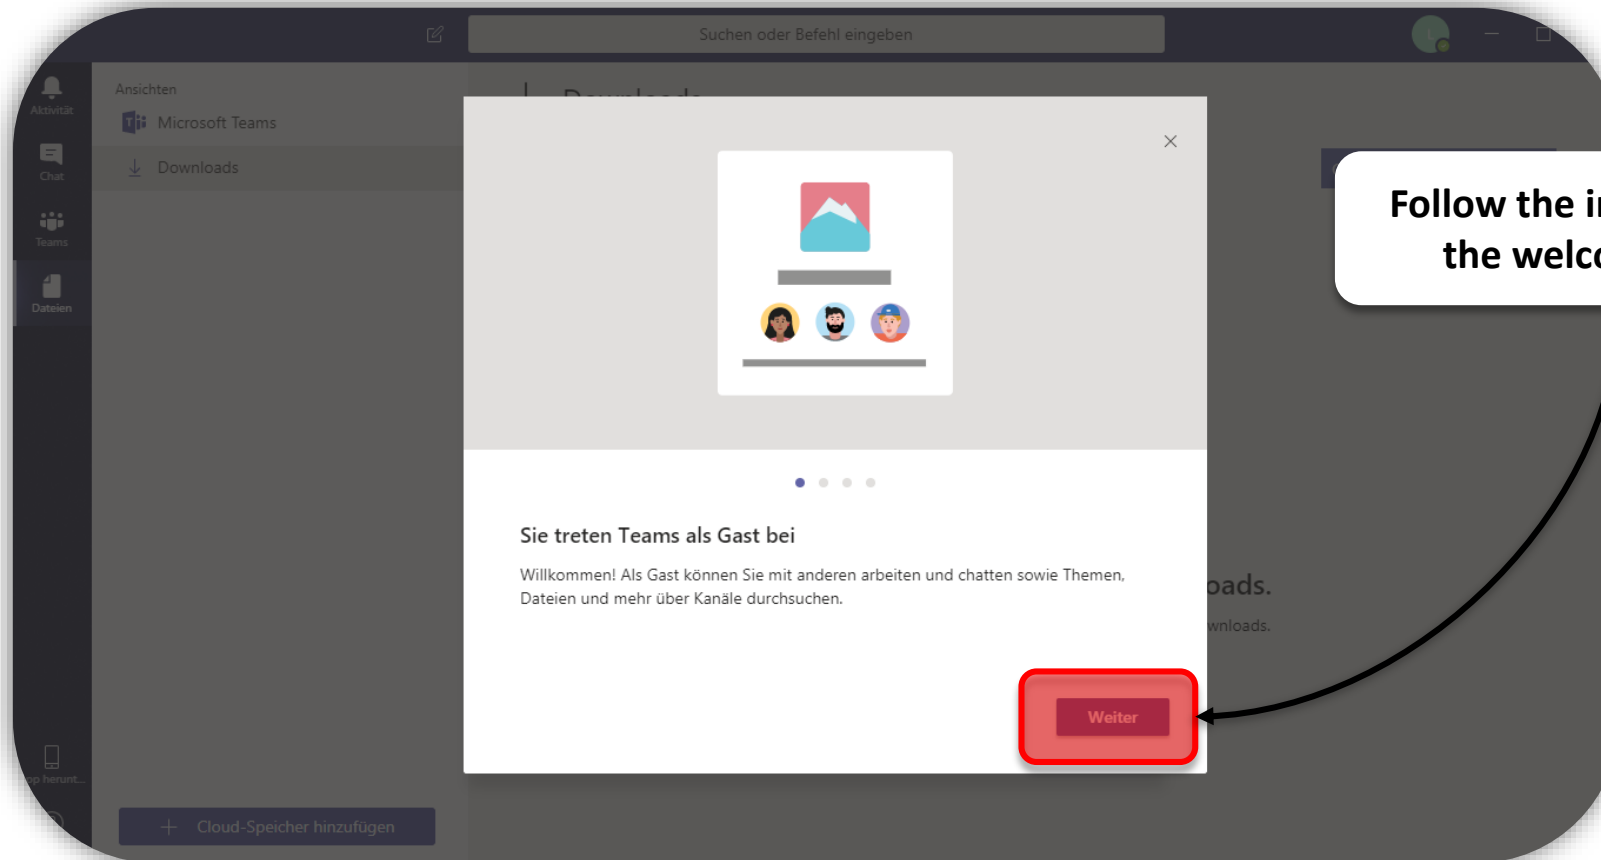 Suchen oder Befehl eingeben
Aktivität
Chat
Teams
Dateien
Ansichten
Microsoft Teams
Downloads
Downloads
Follow the
the
Sie treten Teams als Gast bei
Willkommen! Als Gast können Sie mit anderen arbeiten und chatten sowie Themen,
Dateien und mehr über Kanäle durchsuchen.
oads.
wnloads.
Weiter
pp herunt...
Cloud-Speicher hinzufügen